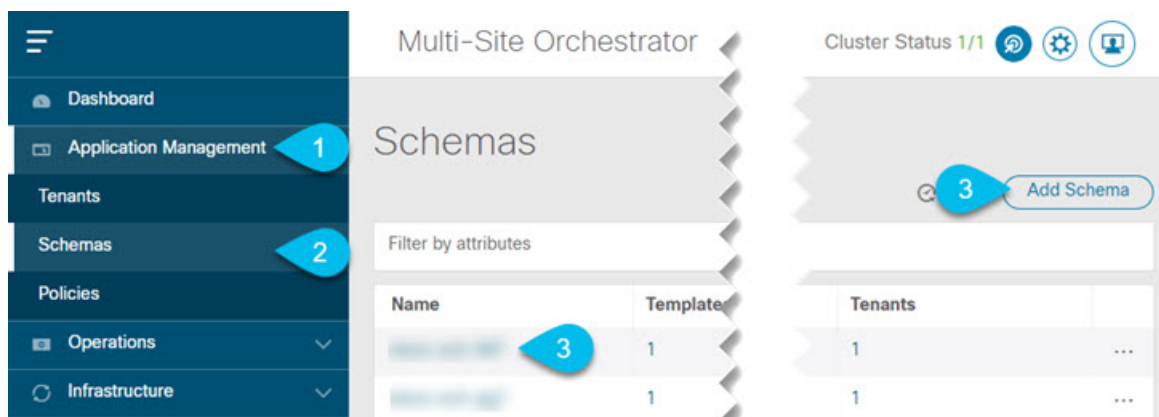 Multi-Site Orchestrator
Cluster Status 1/1
Dashboard
Application Management 1
Schemas
Tenants
3 Add Schema
Schemas 2
Filter by attributes
Policies
Name Template Tenants
Operations
3 1 1 ...
Infrastructure
1 1 ...